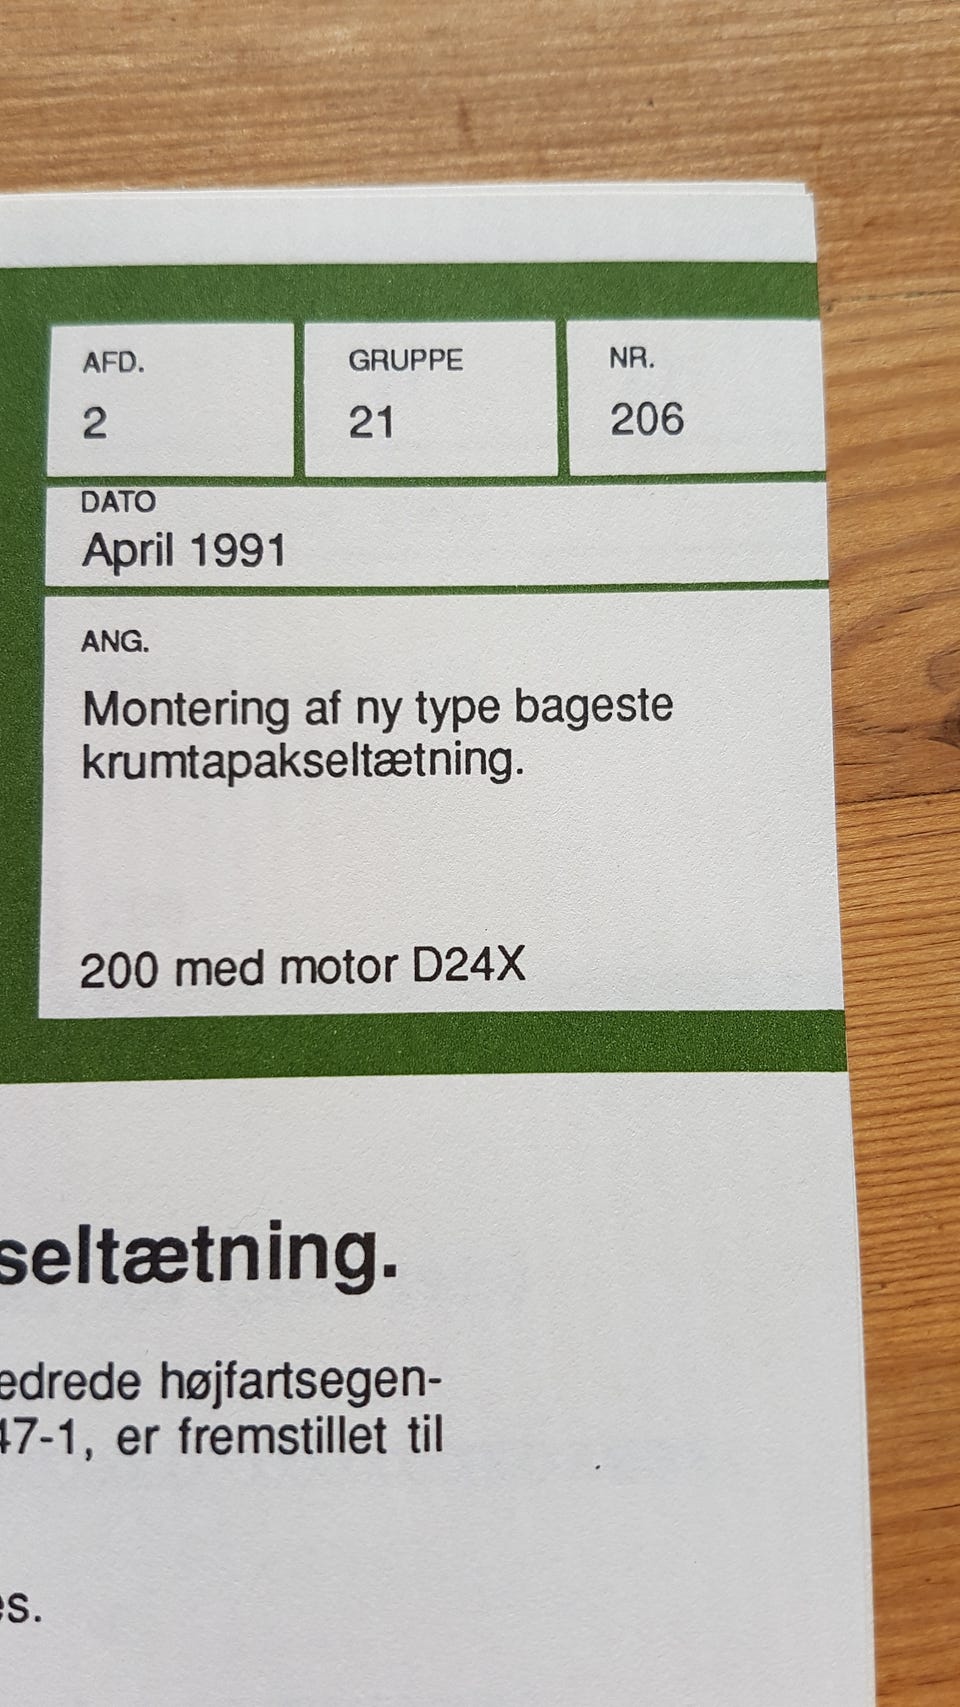 AFD.
GRUPPE
NR.
2
21
206
DATO
April 1991
ANG.
Montering af ny type bageste
krumtapakseltætning.
200 med motor D24X
seltætning.
edrede højfartsegen-
47-1, er fremstillet til
es.